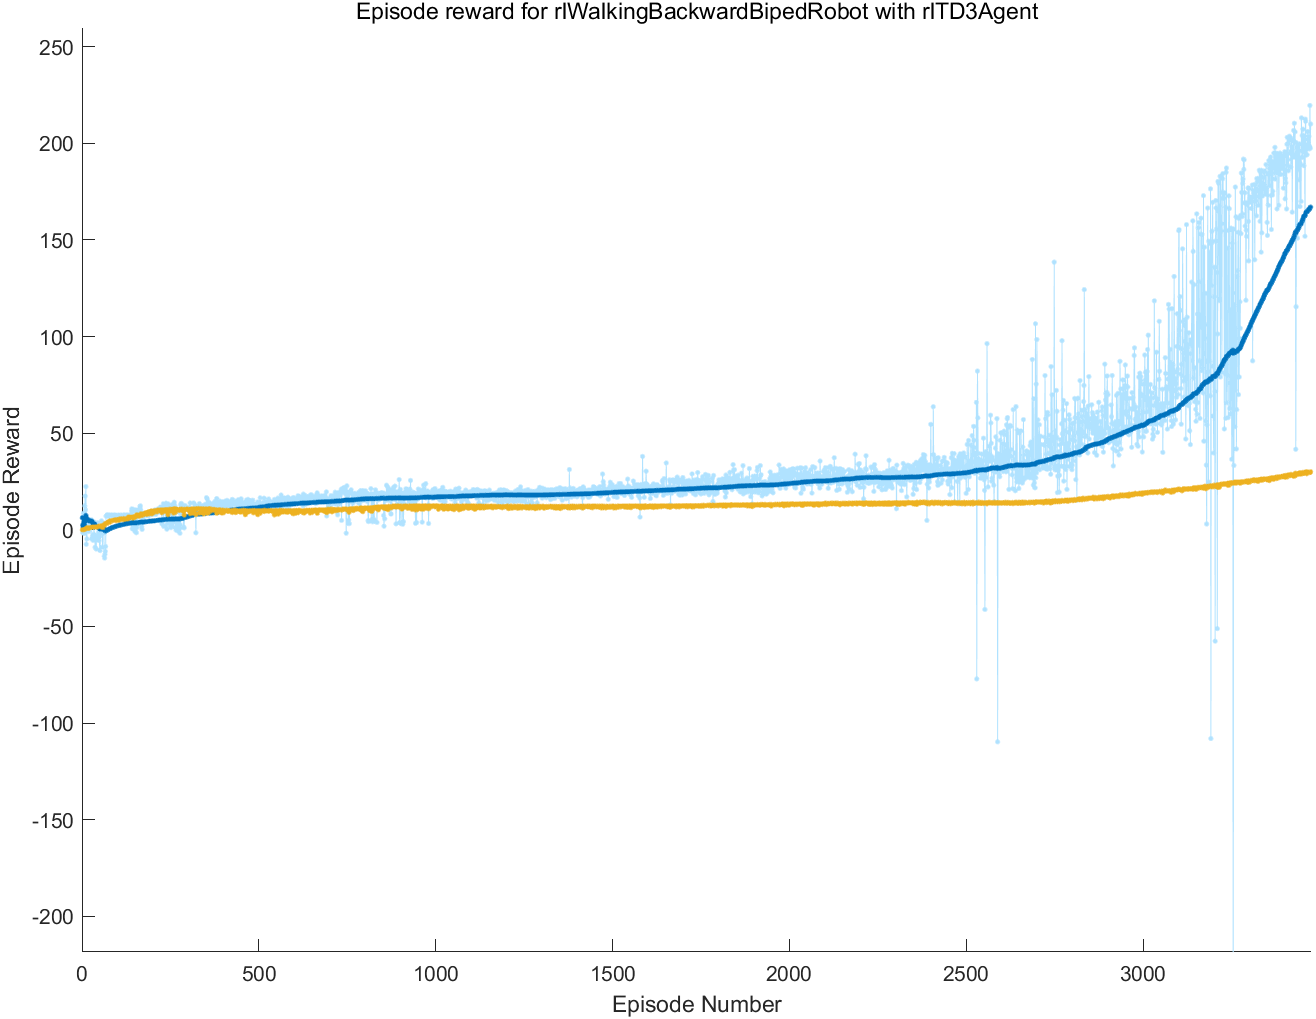 Episode reward for rlWalkingBackwardBipedRobot with rlTD3Agent
250
200
150
100
50
0
-50
-100
-150
-200
Episode Reward
0 500 1000 1500 2000 2500 3000
Episode Number